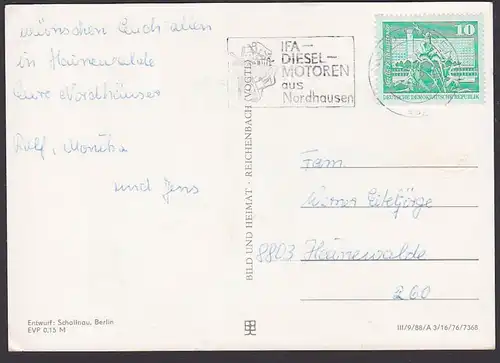 wünschen Euch allen
in Hainewalde
Eure Nordhäuser
Rolf, Monika
und Jens
Entwurf: Schallnau, Berlin
EVP 0,15 M
BILD UND HEIMAT · REICHENBACH (VOGTL)
IFA-
DIESEL-
MOTOREN
aus
Nordhausen
10
DEUTSCHE DEMOKRATISCHE REPUBLIK
Fam.
8803 Hainewalde
260
III/9/88/A 3/16/76/7368